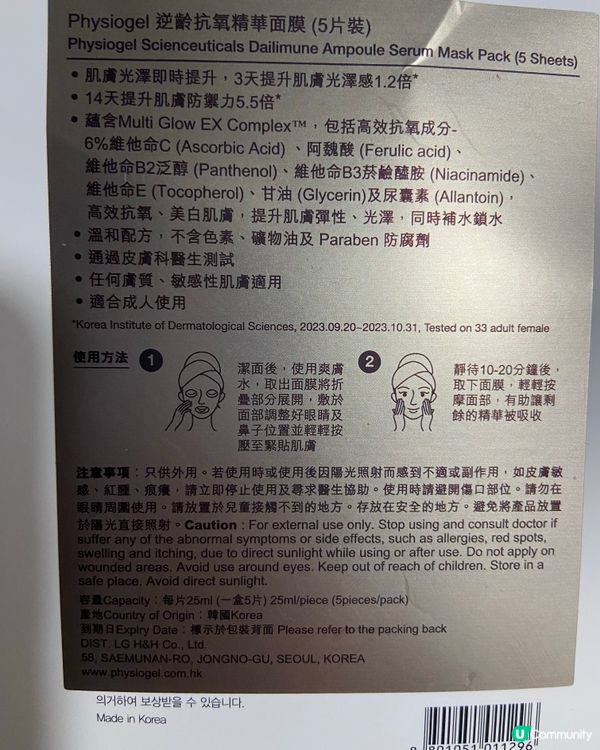 Physiogel 逆齡抗氧精華面膜 (5片裝)
Physiogel Scienceuticals Dailimune Ampoule Serum Mask Pack (5 Sheets)
• 肌膚光澤即時提升，3天提升肌膚光澤感1.2倍*
• 14天提升肌膚防禦力5.5倍*
• 蘊含Multi Glow EX Complex™，包括高效抗氧成分-
6%維他命C (Ascorbic Acid) 、阿魏酸 (Ferulic acid)、
維他命B2泛醇 (Panthenol)、維他命B3菸鹼醯胺 (Niacinamide)、
維他命E (Tocopherol)、甘油 (Glycerin)及尿囊素 (Allantoin)，
高效抗氧、美白肌膚，提升肌膚彈性、光澤，同時補水鎖水
• 溫和配方，不含色素、礦物油及 Paraben 防腐劑
• 通過皮膚科醫生測試
• 任何膚質、敏感性肌膚適用
• 適合成人使用
*Korea Institute of Dermatological Sciences, 2023.09.20~2023.10.31, Tested on 33 adult female
使用方法
1
潔面後，使用爽膚
水，取出面膜將折
疊部分展開，敷於
面部調整好眼睛及
鼻子位置並輕輕按
壓至緊貼肌膚
2
靜待10-20分鐘後，
取下面膜，輕輕按
摩面部，有助讓剩
餘的精華被吸收
注意事項：只供外用。若使用時或使用後因陽光照射而感到不適或副作用，如皮膚敏
感、紅腫、痕癢，請立即停止使用及尋求醫生協助。使用時請避開傷口部位。請勿在
眼睛周圍使用。請放置於兒童接觸不到的地方。存放在安全的地方。避免將產品放置
於陽光直接照射。Caution : For external use only. Stop using and consult doctor if
suffer any of the abnormal symptoms or side effects, such as allergies, red spots,
swelling and itching, due to direct sunlight while using or after use. Do not apply on
wounded areas. Avoid use around eyes. Keep out of reach of children. Store in a
safe place. Avoid direct sunlight.
容量Capacity：每片25ml (一盒5片) 25ml/piece (5pieces/pack)
產地Country of Origin：韓國Korea
到期日Expiry Date：標示於包裝背面 Please refer to the packing back
DIST. LG H&H Co., Ltd.
58, SAEMUNAN-RO, JONGNO-GU, SEOUL, KOREA
www.physiogel.com.hk
의거하여 보상받을 수 있습니다.
Made in Korea
U Community